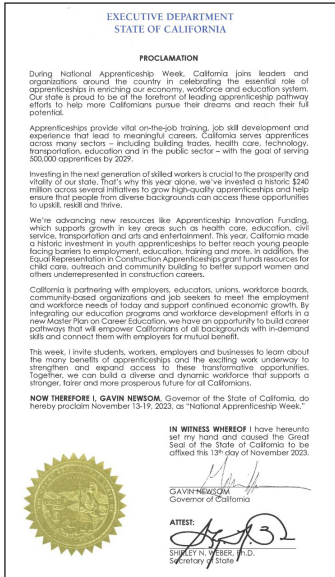 EXECUTIVE DEPARTMENT
STATE OF CALIFORNIA
PROCLAMATION
During National Apprenticeship Week, California joins leaders and
organizations around the country in celebrating the essential role of
apprenticeships in enriching our economy, workforce and education system.
Our state is proud to be at the forefront of leading apprenticeship pathway
efforts to help more Californians pursue their dreams and reach their full
potential.
Apprenticeships provide vital on-the-job training, job skill development and
experience that lead to meaningful careers. California serves apprentices
across many sectors – including building trades, health care, technology,
transportation, education and in the public sector – with the goal of serving
500,000 apprentices by 2029.
Investing in the next generation of skilled workers is crucial to the prosperity and
vitality of our state. That's why this year alone, we've invested a historic $240
million across several initiatives to grow high-quality apprenticeships and help
ensure that people from diverse backgrounds can access these opportunities
to upskill, reskill and thrive.
We're advancing new resources like Apprenticeship Innovation Funding,
which supports growth in key areas such as health care, education, civil
service, transportation and arts and entertainment. This year, California made
a historic investment in youth apprenticeships to better reach young people
facing barriers to employment, education, training and more. In addition, the
Equal Representation in Construction Apprenticeships grant funds resources for
child care, outreach and community building to better support women and
others underrepresented in construction careers.
California is partnering with employers, educators, unions, workforce boards,
community-based organizations and job seekers to meet the employment
and workforce needs of today and support continued economic growth. By
integrating our education programs and workforce development efforts in a
new Master Plan on Career Education, we have an opportunity to build career
pathways that will empower Californians of all backgrounds with in-demand
skills and connect them with employers for mutual benefit.
This week, I invite students, workers, employers and businesses to learn about
the many benefits of apprenticeships and the exciting work underway to
strengthen and expand access to these transformative opportunities.
Together, we can build a diverse and dynamic workforce that supports a
stronger, fairer and more prosperous future for all Californians.
NOW THEREFORE I, GAVIN NEWSOM, Governor of the State of California, do
hereby proclaim November 13-19, 2023, as "National Apprenticeship Week."
IN WITNESS WHEREOF I have hereunto
set my hand and caused the Great
Seal of the State of California to be
affixed this 13th day of November 2023.
GAVIN NEWSOM
Governor of California
ATTEST:
SHIRLEY N. WEBER, Ph.D.
Secretary of State